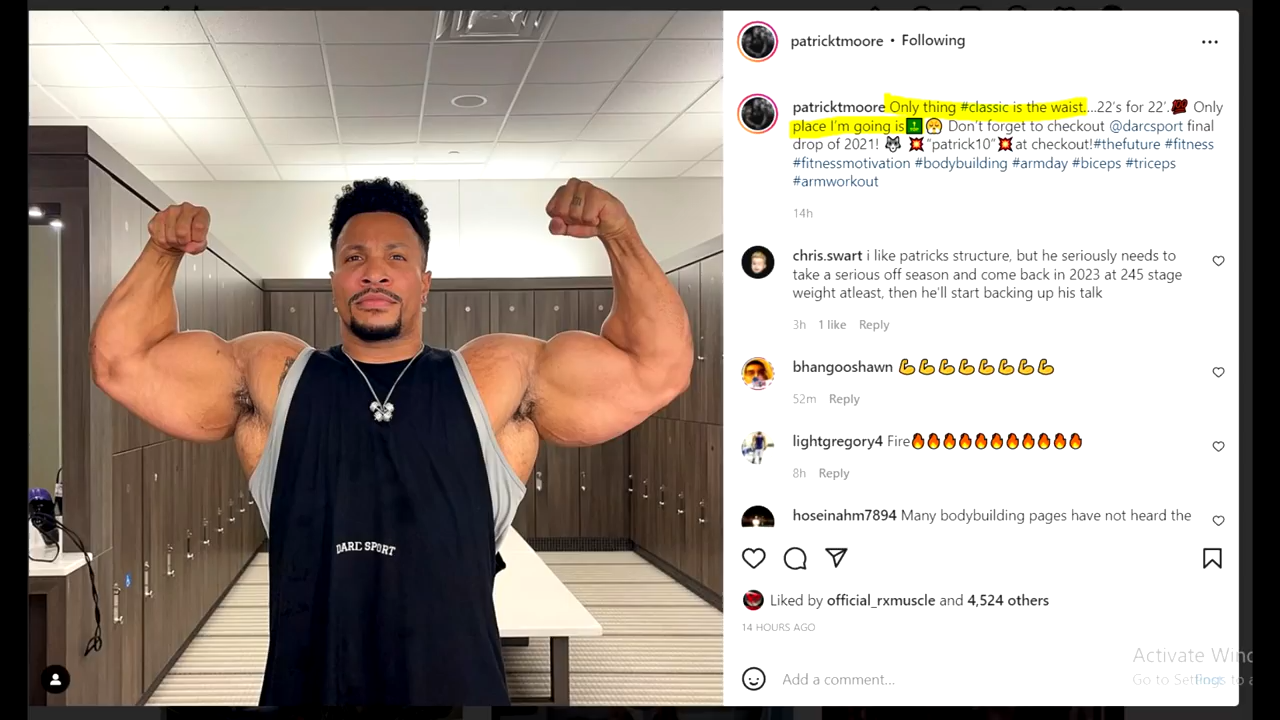 patricktmoore • Following
patricktmoore Only thing #classic is the waist....22's for 22'.💯 Only
place I'm going is⬆️😤 Don't forget to checkout @darcsport final
drop of 2021! 🐺 💥"patrick10"💥at checkout!#thefuture #fitness
#fitnessmotivation #bodybuilding #armday #biceps #triceps
#armworkout
14h
chris.swart i like patricks structure, but he seriously needs to
take a serious off season and come back in 2023 at 245 stage
weight atleast, then he'll start backing up his talk
3h 1 like Reply
bhangooshawn 💪💪💪💪💪💪💪💪
52m Reply
lightgregory4 Fire🔥🔥🔥🔥🔥🔥🔥🔥🔥🔥🔥
8h Reply
hoseinahm7894 Many bodybuilding pages have not heard the
Liked by official_rxmuscle and 4,524 others
14 HOURS AGO
Add a comment...
DARC SPORT
Activate Wind
Go to Settings to a